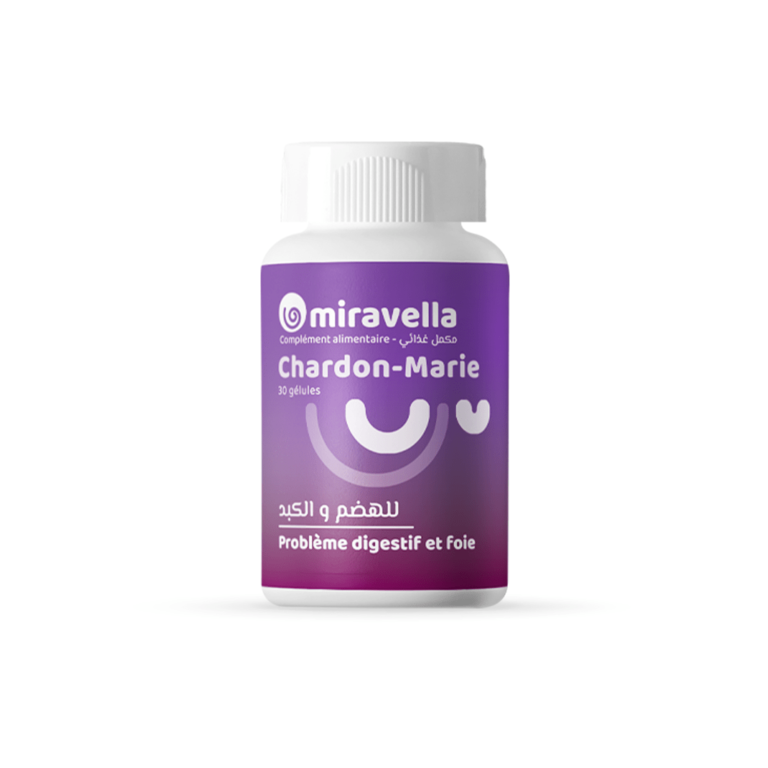 miravella
Complément alimentaire - مكمل غذائي
Chardon-Marie
30 gélules
للهضم و الكبد
Problème digestif et foie